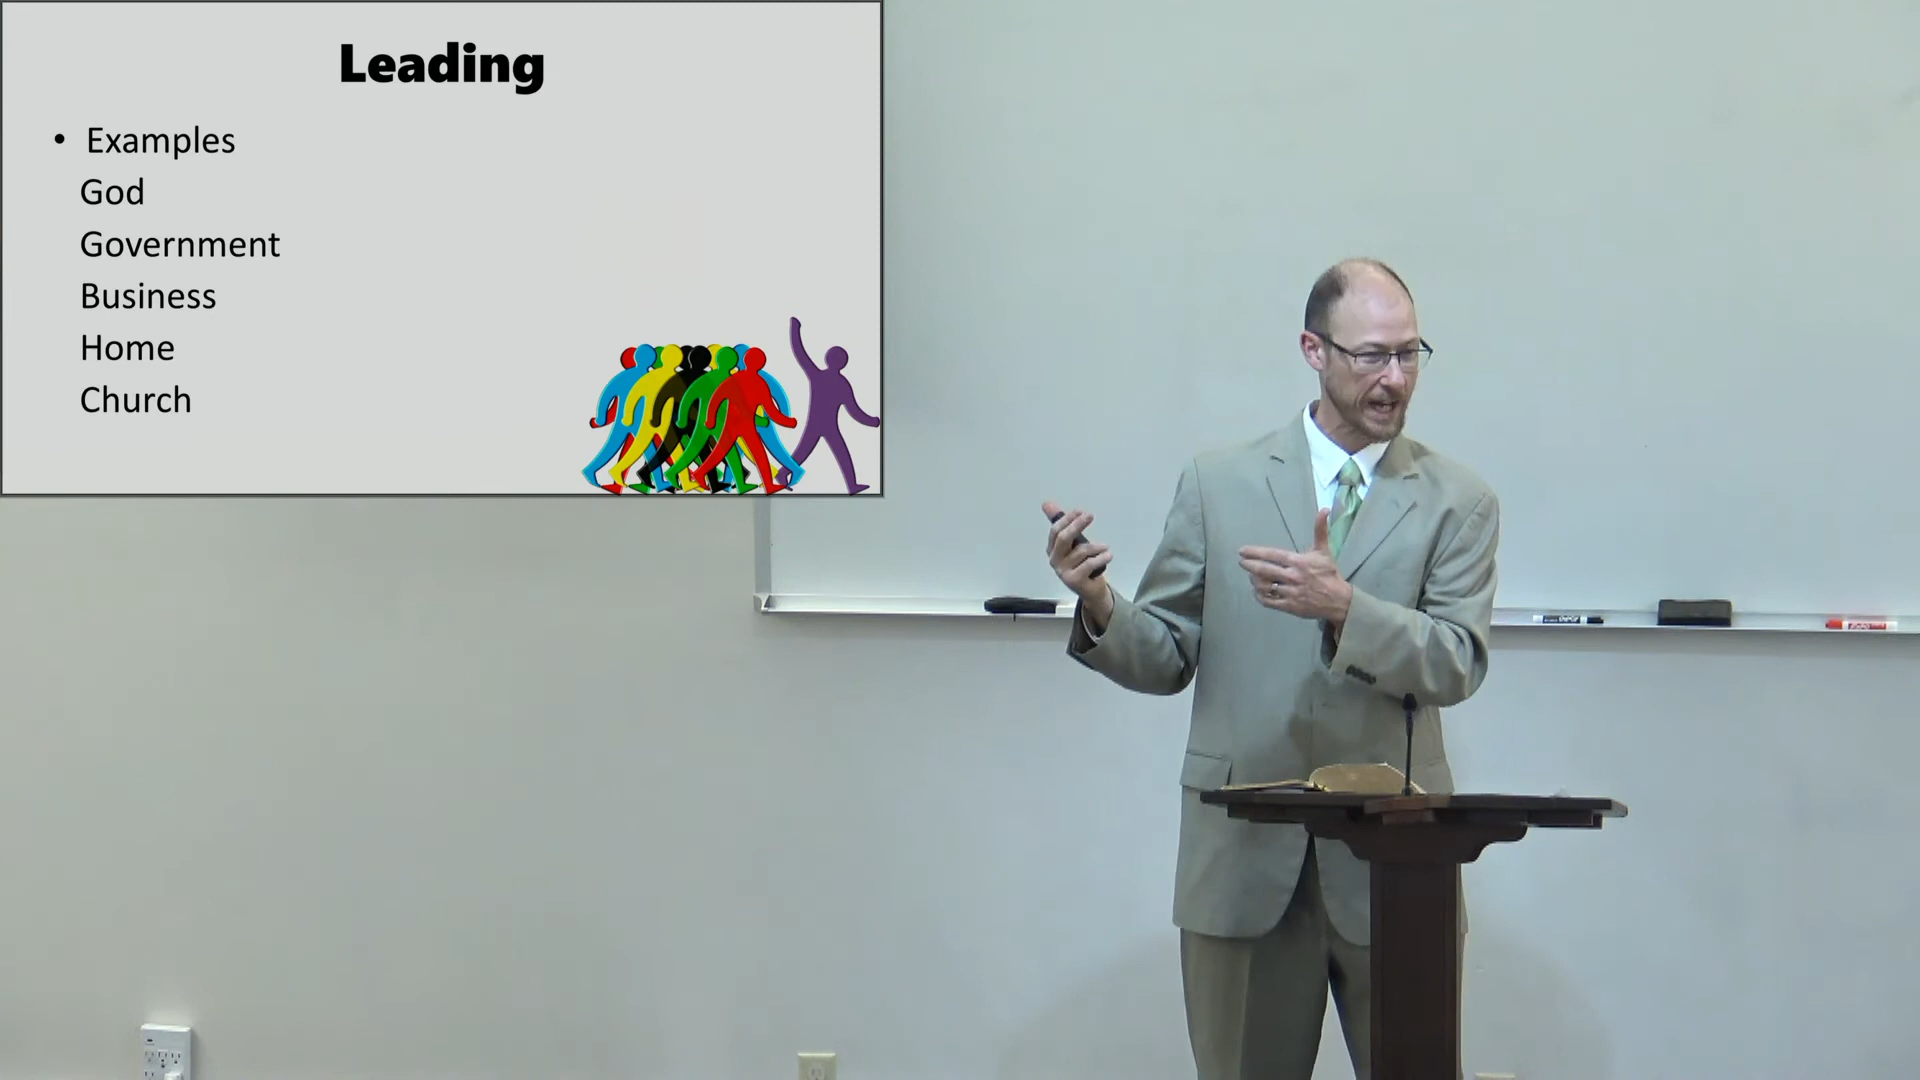 Leading
• Examples
God
Government
Business
Home
Church